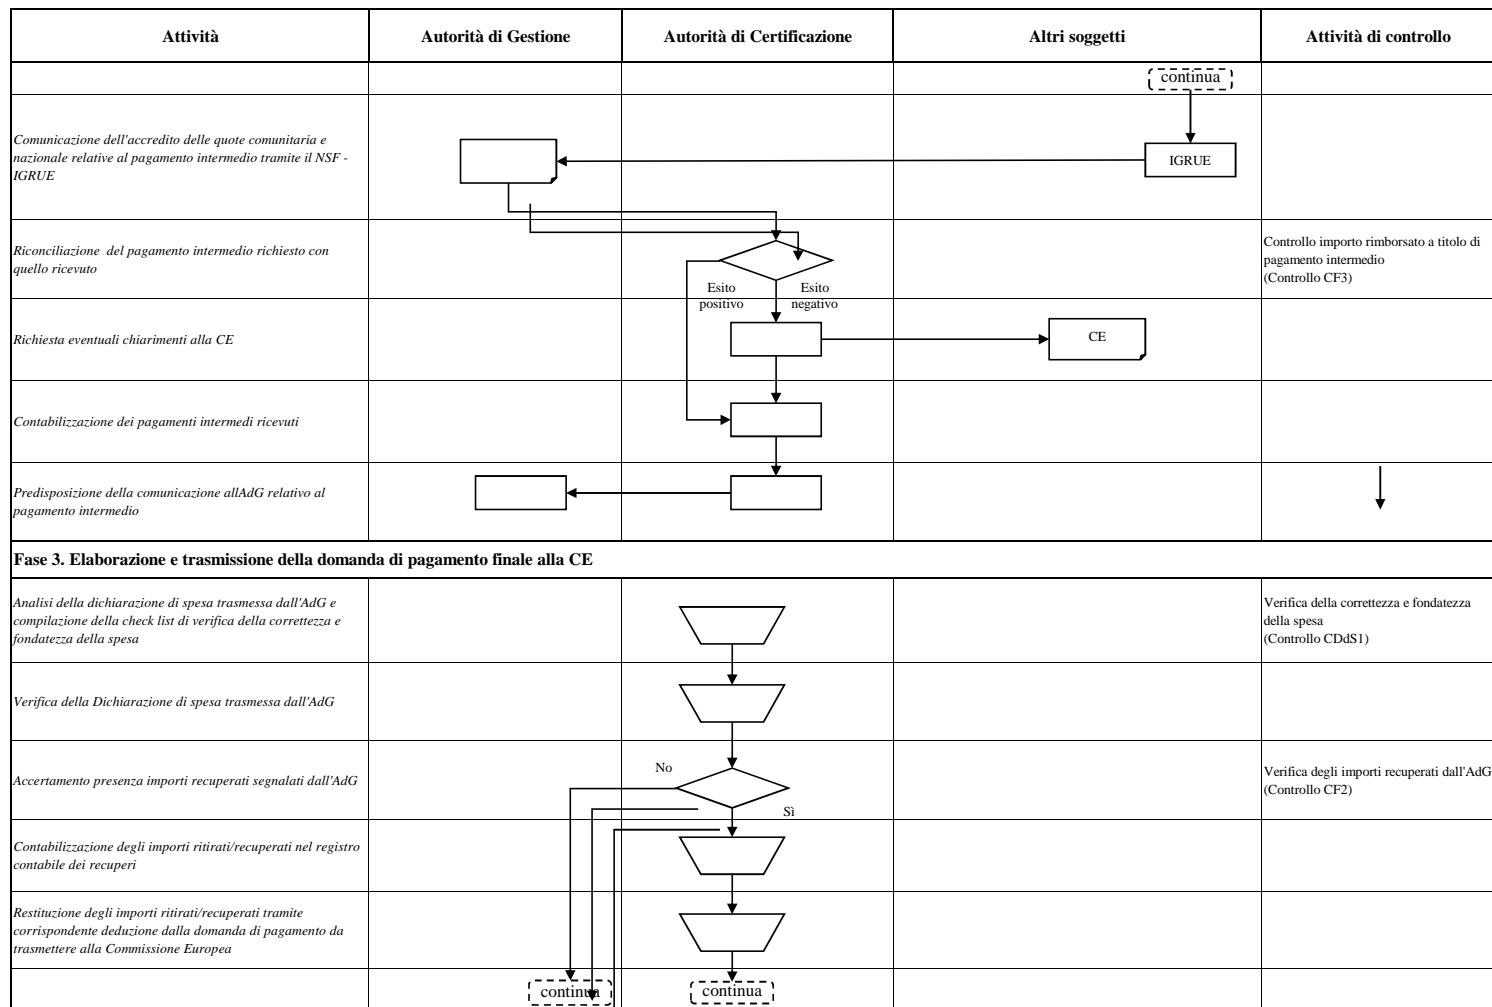 Attività
Autorità di Gestione
Autorità di Certificazione
Altri soggetti
Attività di controllo
continua
Comunicazione dell'accredito delle quote comunitaria e
nazionale relative al pagamento intermedio tramite il NSF -
IGRUE
IGRUE
Riconciliazione del pagamento intermedio richiesto con
quello ricevuto
Esito
positivo
Esito
negativo
Controllo importo rimborsato a titolo di
pagamento intermedio
(Controllo CF3)
Richiesta eventuali chiarimenti alla CE
CE
Contabilizzazione dei pagamenti intermedi ricevuti
Predisposizione della comunicazione allAdG relativo al
pagamento intermedio
Fase 3. Elaborazione e trasmissione della domanda di pagamento finale alla CE
Analisi della dichiarazione di spesa trasmessa dall'AdG e
compilazione della check list di verifica della correttezza e
fondatezza della spesa
Verifica della correttezza e fondatezza
della spesa
(Controllo CDdS1)
Verifica della Dichiarazione di spesa trasmessa dall'AdG
Accertamento presenza importi recuperati segnalati dall'AdG
No
Sì
Verifica degli importi recuperati dall'AdG
(Controllo CF2)
Contabilizzazione degli importi ritirati/recuperati nel registro
contabile dei recuperi
Restituzione degli importi ritirati/recuperati tramite
corrispondente deduzione dalla domanda di pagamento da
trasmettere alla Commissione Europea
continua
continua